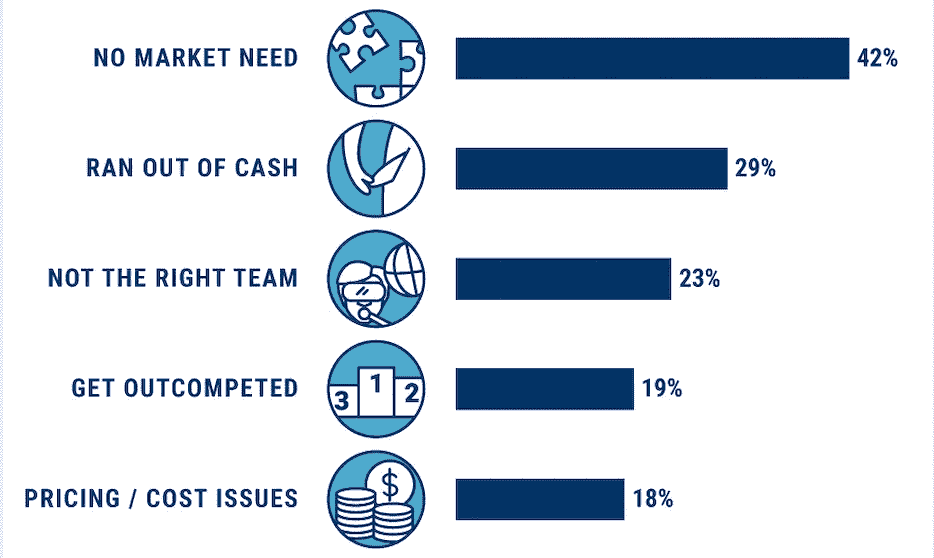 NO MARKET NEED 42%
RAN OUT OF CASH 29%
NOT THE RIGHT TEAM 23%
GET OUTCOMPETED 3 1 2 19%
PRICING / COST ISSUES $ 18%